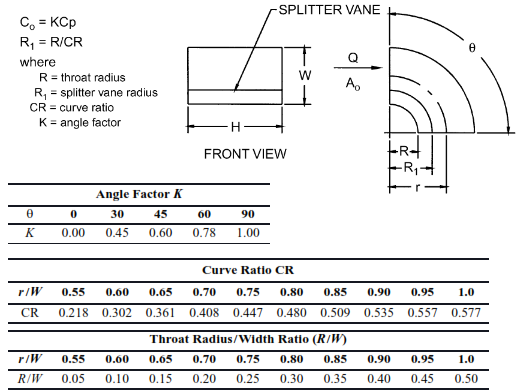 C₀ = KCp
R₁ = R/CR
where
R = throat radius
R₁ = splitter vane radius
CR = curve ratio
K = angle factor
SPLITTER VANE
W
H
FRONT VIEW
Q
A₀
θ
R
R₁
r
Angle Factor K
θ 0 30 45 60 90
K 0.00 0.45 0.60 0.78 1.00
Curve Ratio CR
r/W 0.55 0.60 0.65 0.70 0.75 0.80 0.85 0.90 0.95 1.0
CR 0.218 0.302 0.361 0.408 0.447 0.480 0.509 0.535 0.557 0.577
Throat Radius/Width Ratio (R/W)
r/W 0.55 0.60 0.65 0.70 0.75 0.80 0.85 0.90 0.95 1.0
R/W 0.05 0.10 0.15 0.20 0.25 0.30 0.35 0.40 0.45 0.50